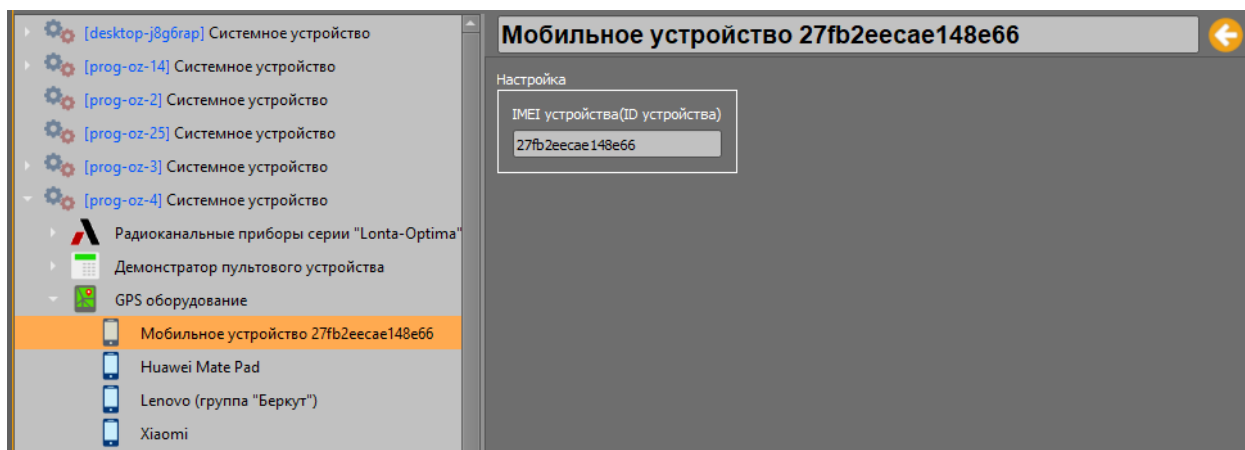 [desktop-j8g6rap] Системное устройство
[prog-oz-14] Системное устройство
[prog-oz-2] Системное устройство
[prog-oz-25] Системное устройство
[prog-oz-3] Системное устройство
[prog-oz-4] Системное устройство
Радиоканальные приборы серии "Lonta-Optima"
Демонстратор пультового устройства
GPS оборудование
Мобильное устройство 27fb2eecae148e66
Huawei Mate Pad
Lenovo (группа "Беркут")
Xiaomi
Мобильное устройство 27fb2eecae148e66
Настройка
IMEI устройства(ID устройства)
27fb2eecae148e66